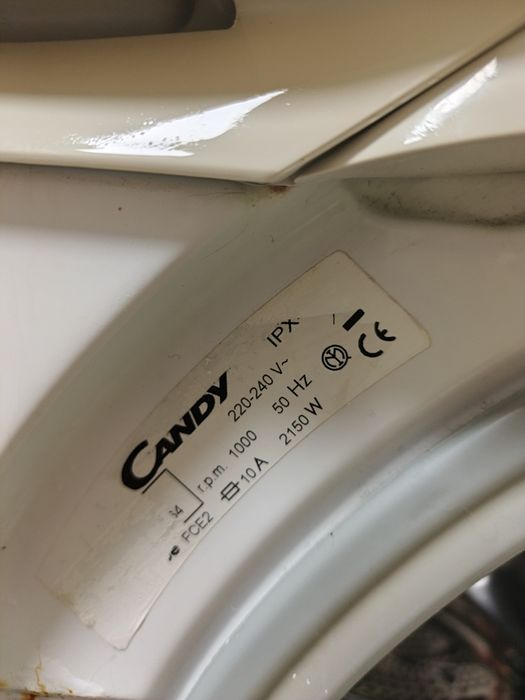 CANDY
220-240 V~ IPX
r.p.m. 1000 50 Hz
FCE2 10 A 2150 W
CE